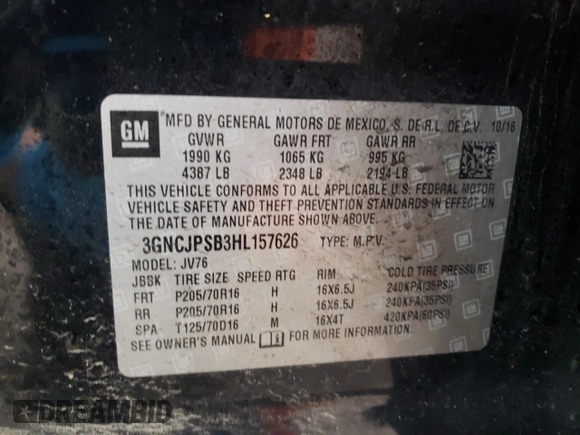 GM
MFD BY GENERAL MOTORS DE MEXICO, S. DE R.L. DE C.V. 10/16
GVWR GAWR FRT GAWR RR
1990 KG 1065 KG 995 KG
4387 LB 2348 LB 2194 LB
THIS VEHICLE CONFORMS TO ALL APPLICABLE U.S. FEDERAL MOTOR
VEHICLE SAFETY AND THEFT PREVENTION STANDARDS IN EFFECT ON
THE DATE OF MANUFACTURE SHOWN ABOVE.
3GNCJPSB3HL157626 TYPE: M.P.V.
MODEL: JV76
JBBK TIRE SIZE SPEED RTG RIM COLD TIRE PRESSURE
FRT P205/70R16 H 16X6.5J 240KPA(35PSI)
RR P205/70R16 H 16X6.5J 240KPA(35PSI)
SPA T125/70D16 M 16X4T 420KPA(60PSI)
SEE OWNER'S MANUAL FOR MORE INFORMATION.
DREAMBID